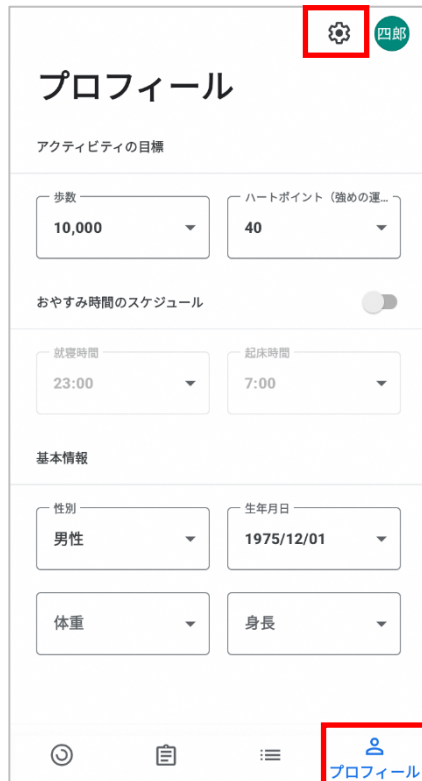 四郎
プロフィール
アクティビティの目標
歩数
10,000
ハートポイント（強めの運...
40
おやすみ時間のスケジュール
就寝時間
23:00
起床時間
7:00
基本情報
性別
男性
生年月日
1975/12/01
体重
身長
プロフィール